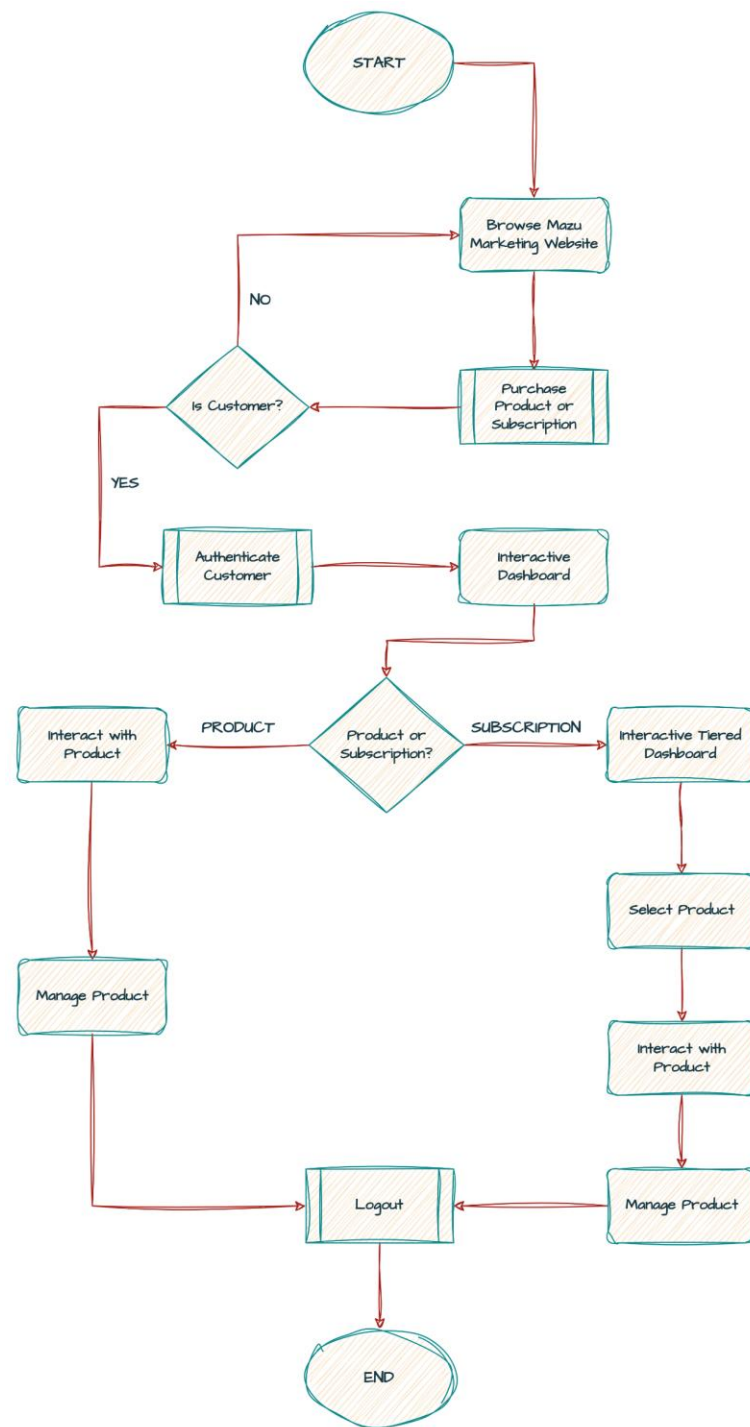 START
Browse Mazu
Marketing Website
NO
Is Customer?
Purchase
Product or
Subscription
YES
Authenticate
Customer
Interactive
Dashboard
Interact with
Product
PRODUCT
Product or
Subscription?
SUBSCRIPTION
Interactive Tiered
Dashboard
Select Product
Manage Product
Interact with
Product
Logout
Manage Product
END